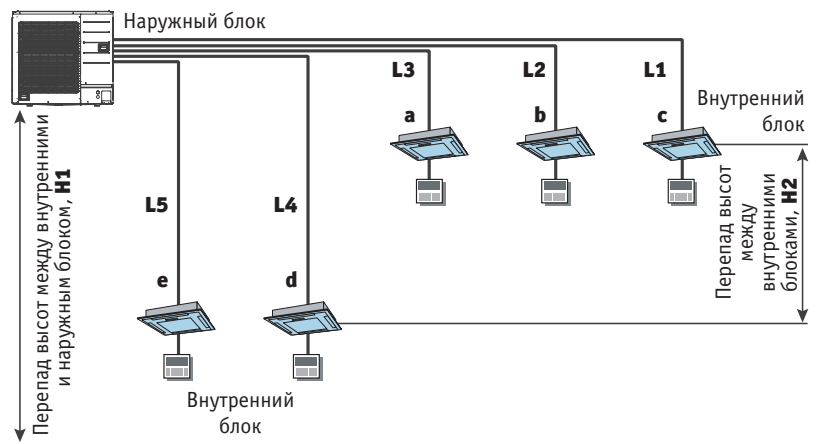 Наружный блок
L3
L2
L1
a
b
c
Внутренний
блок
Перепад высот между внутренними
и наружным блоком, H1
L5
L4
e
d
Перепад высот
между
внутренними
блоками, H2
Внутренний
блок